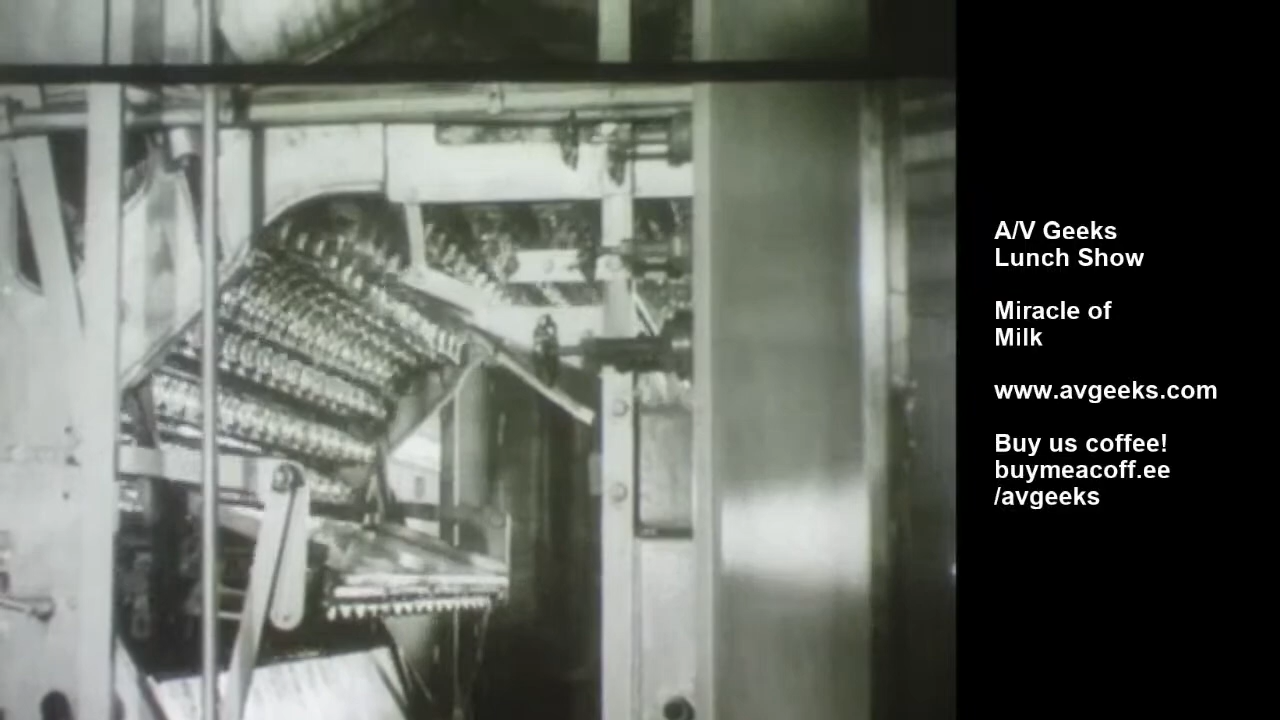 A/V Geeks
Lunch Show
Miracle of
Milk
www.avgeeks.com
Buy us coffee!
buymeacoff.ee
/avgeeks